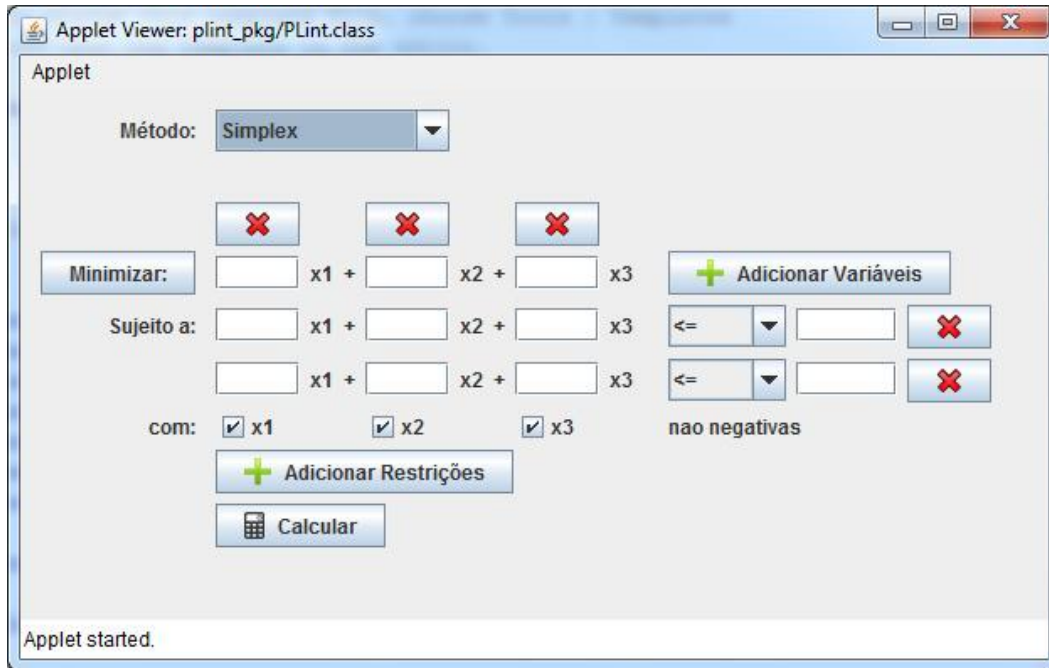 Applet Viewer: plint_pkg/PLint.class
Applet
Método: Simplex
Minimizar: x1 + x2 + x3 Adicionar Variáveis
Sujeito a: x1 + x2 + x3 <=
x1 + x2 + x3 <=
com: x1 x2 x3 nao negativas
Adicionar Restrições
Calcular
Applet started.